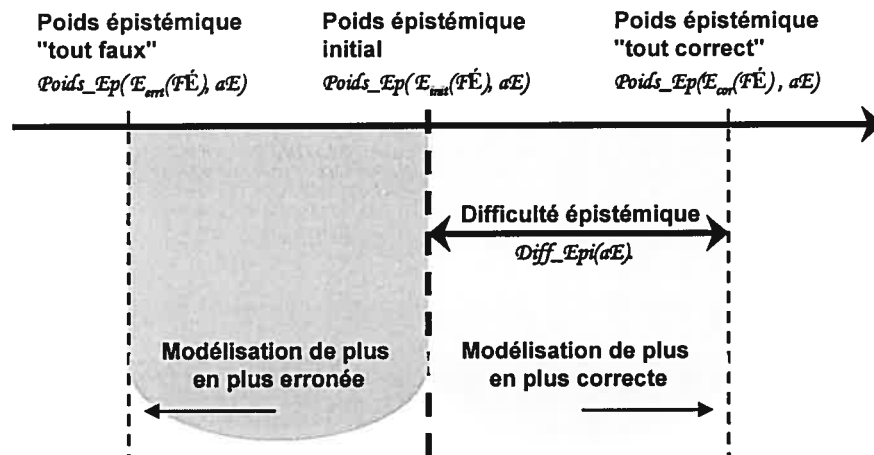 Poids épistémique "tout faux"
Poids_Ep(E_errt(FÉ), aE)
Poids épistémique initial
Poids_Ep(E_init(FÉ), aE)
Poids épistémique "tout correct"
Poids_Ep(E_cor(FÉ), aE)
Difficulté épistémique
Diff_Epi(aE)
Modélisation de plus
en plus erronée
Modélisation de plus
en plus correcte